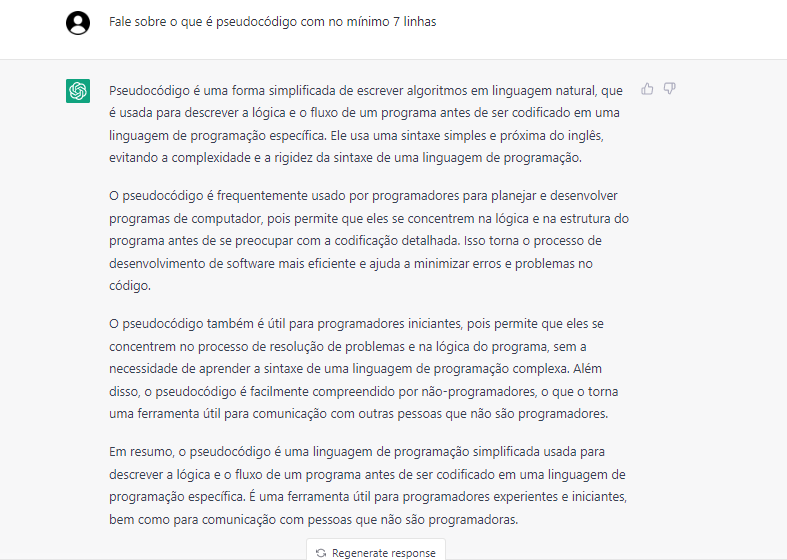 Fale sobre o que é pseudocódigo com no mínimo 7 linhas
Pseudocódigo é uma forma simplificada de escrever algoritmos em linguagem natural, que
é usada para descrever a lógica e o fluxo de um programa antes de ser codificado em uma
linguagem de programação específica. Ele usa uma sintaxe simples e próxima do inglês,
evitando a complexidade e a rigidez da sintaxe de uma linguagem de programação.
O pseudocódigo é frequentemente usado por programadores para planejar e desenvolver
programas de computador, pois permite que eles se concentrem na lógica e na estrutura do
programa antes de se preocupar com a codificação detalhada. Isso torna o processo de
desenvolvimento de software mais eficiente e ajuda a minimizar erros e problemas no
código.
O pseudocódigo também é útil para programadores iniciantes, pois permite que eles se
concentrem no processo de resolução de problemas e na lógica do programa, sem a
necessidade de aprender a sintaxe de uma linguagem de programação complexa. Além
disso, o pseudocódigo é facilmente compreendido por não-programadores, o que o torna
uma ferramenta útil para comunicação com outras pessoas que não são programadores.
Em resumo, o pseudocódigo é uma linguagem de programação simplificada usada para
descrever a lógica e o fluxo de um programa antes de ser codificado em uma linguagem de
programação específica. É uma ferramenta útil para programadores experientes e iniciantes,
bem como para comunicação com pessoas que não são programadoras.
Regenerate response